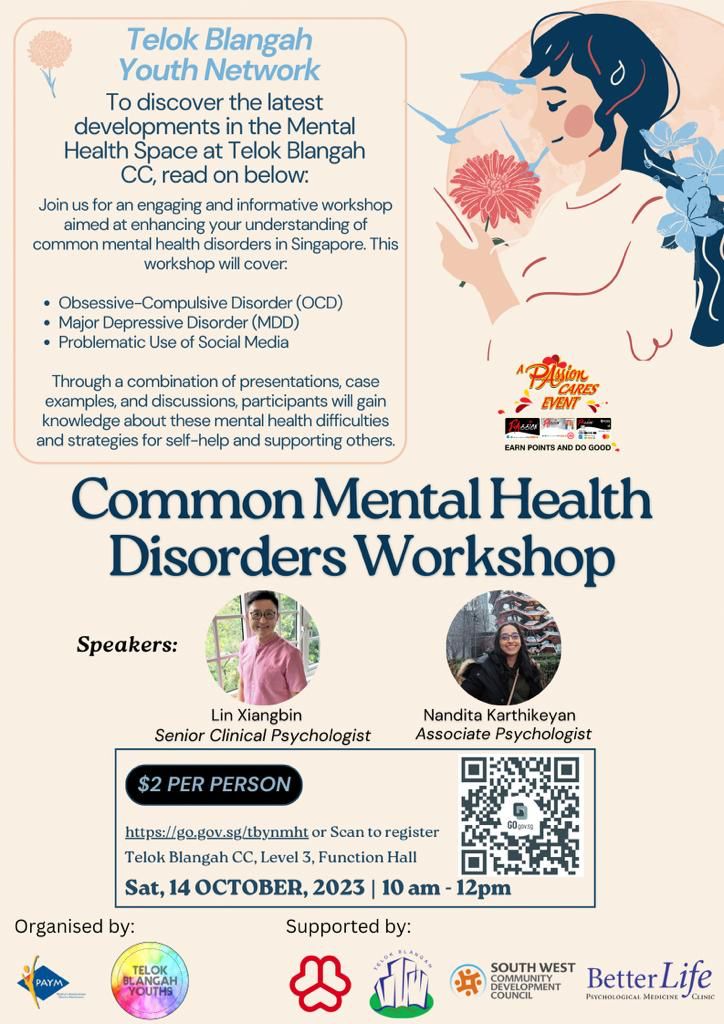 Telok Blangah
Youth Network
To discover the latest
developments in the Mental
Health Space at Telok Blangah
CC, read on below:
Join us for an engaging and informative workshop
aimed at enhancing your understanding of
common mental health disorders in Singapore. This
workshop will cover:
• Obsessive-Compulsive Disorder (OCD)
• Major Depressive Disorder (MDD)
• Problematic Use of Social Media
Through a combination of presentations, case
examples, and discussions, participants will gain
knowledge about these mental health difficulties
and strategies for self-help and supporting others.
A
PAssion
CARES
EVENT
EARN POINTS AND DO GOOD
Common Mental Health
Disorders Workshop
Speakers:
Lin Xiangbin
Senior Clinical Psychologist
Nandita Karthikeyan
Associate Psychologist
$2 PER PERSON
https://go.gov.sg/tbynmht or Scan to register
GO.gov.sg
Telok Blangah CC, Level 3, Function Hall
Sat, 14 OCTOBER, 2023 | 10 am - 12pm
Organised by:
Supported by:
PAYM
TELOK
BLANGAH
YOUTHS
TELOK BLANGAH
SOUTH WEST
COMMUNITY
DEVELOPMENT
COUNCIL
BetterLife
PSYCHOLOGICAL MEDICINE CLINIC